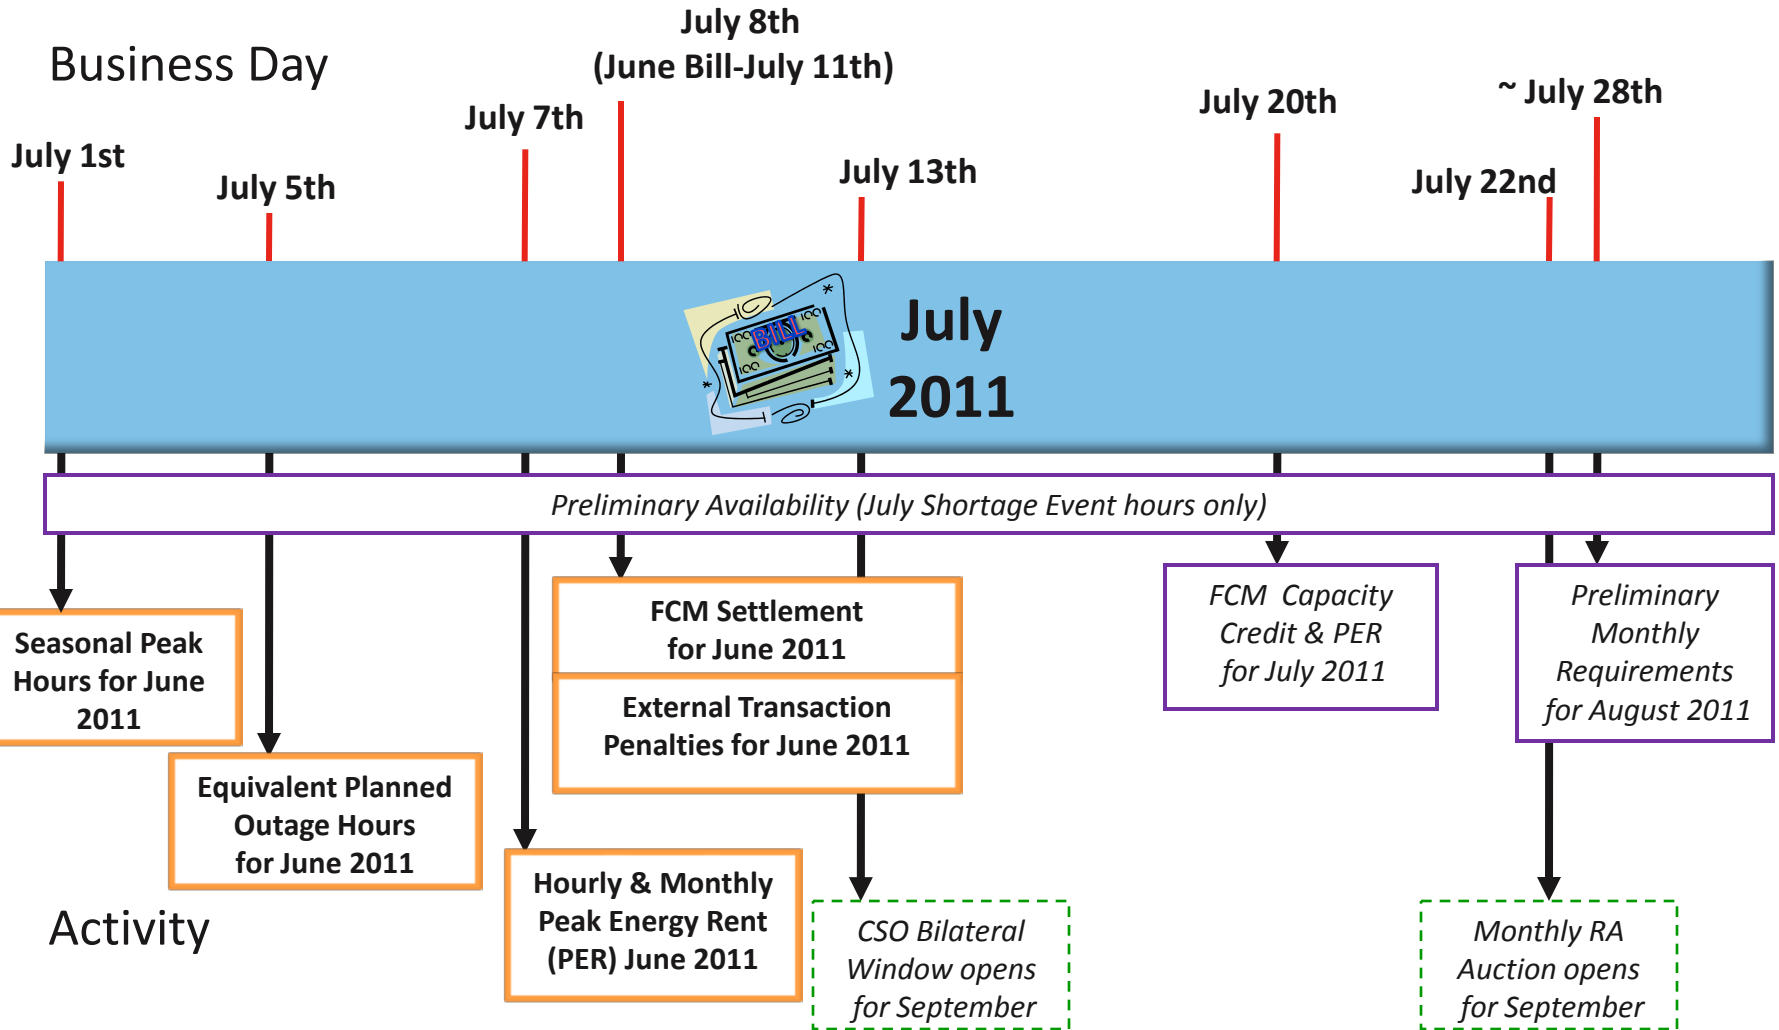 Business Day
July 1st
July 5th
July 7th
July 8th
(June Bill-July 11th)
July 13th
July 20th
July 22nd
~ July 28th
BILL
100
100
100
100
July
2011
Preliminary Availability (July Shortage Event hours only)
Seasonal Peak
Hours for June
2011
Equivalent Planned
Outage Hours
for June 2011
Hourly & Monthly
Peak Energy Rent
(PER) June 2011
FCM Settlement
for June 2011
External Transaction
Penalties for June 2011
CSO Bilateral
Window opens
for September
FCM Capacity
Credit & PER
for July 2011
Monthly RA
Auction opens
for September
Preliminary
Monthly
Requirements
for August 2011
Activity